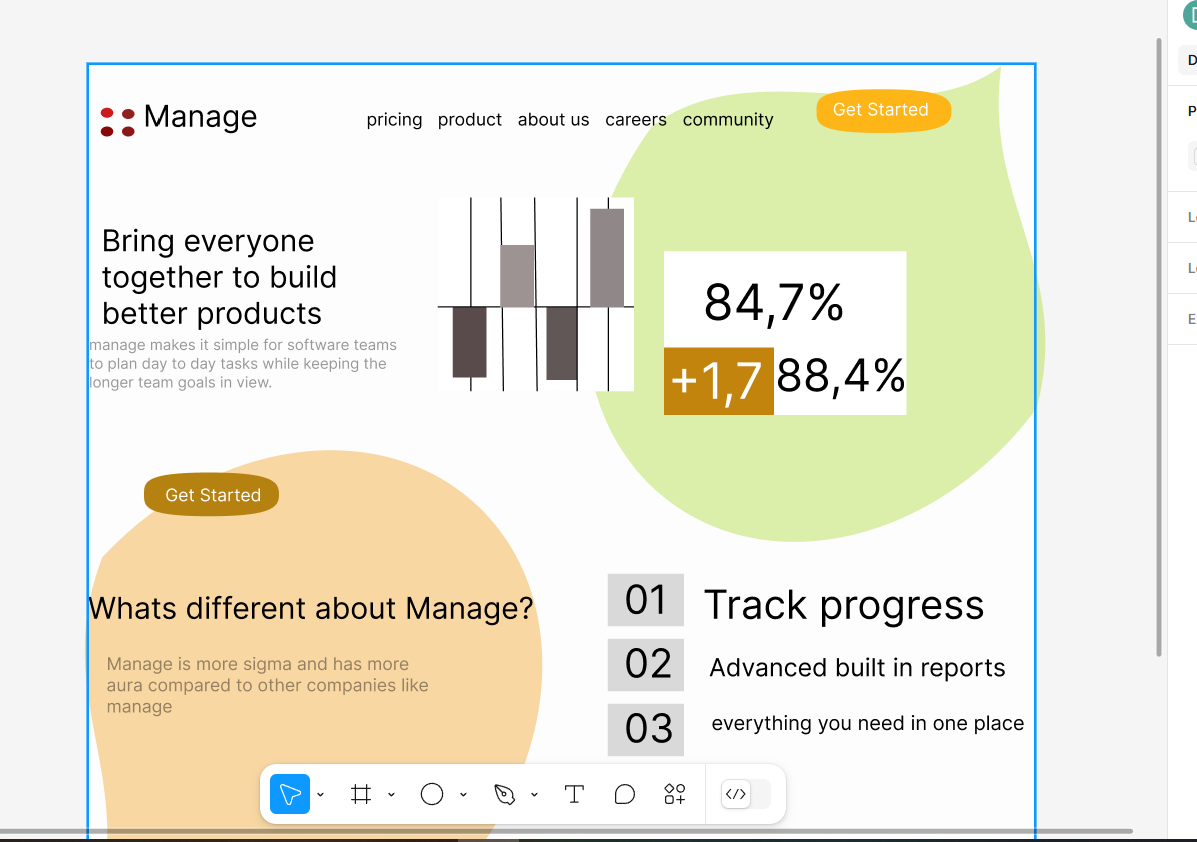 Manage
pricing product about us careers community
Get Started
Bring everyone
together to build
better products
manage makes it simple for software teams
to plan day to day tasks while keeping the
longer team goals in view.
84,7%
+1,7 88,4%
Get Started
Whats different about Manage?
Manage is more sigma and has more
aura compared to other companies like
manage
01 Track progress
02 Advanced built in reports
03 everything you need in one place